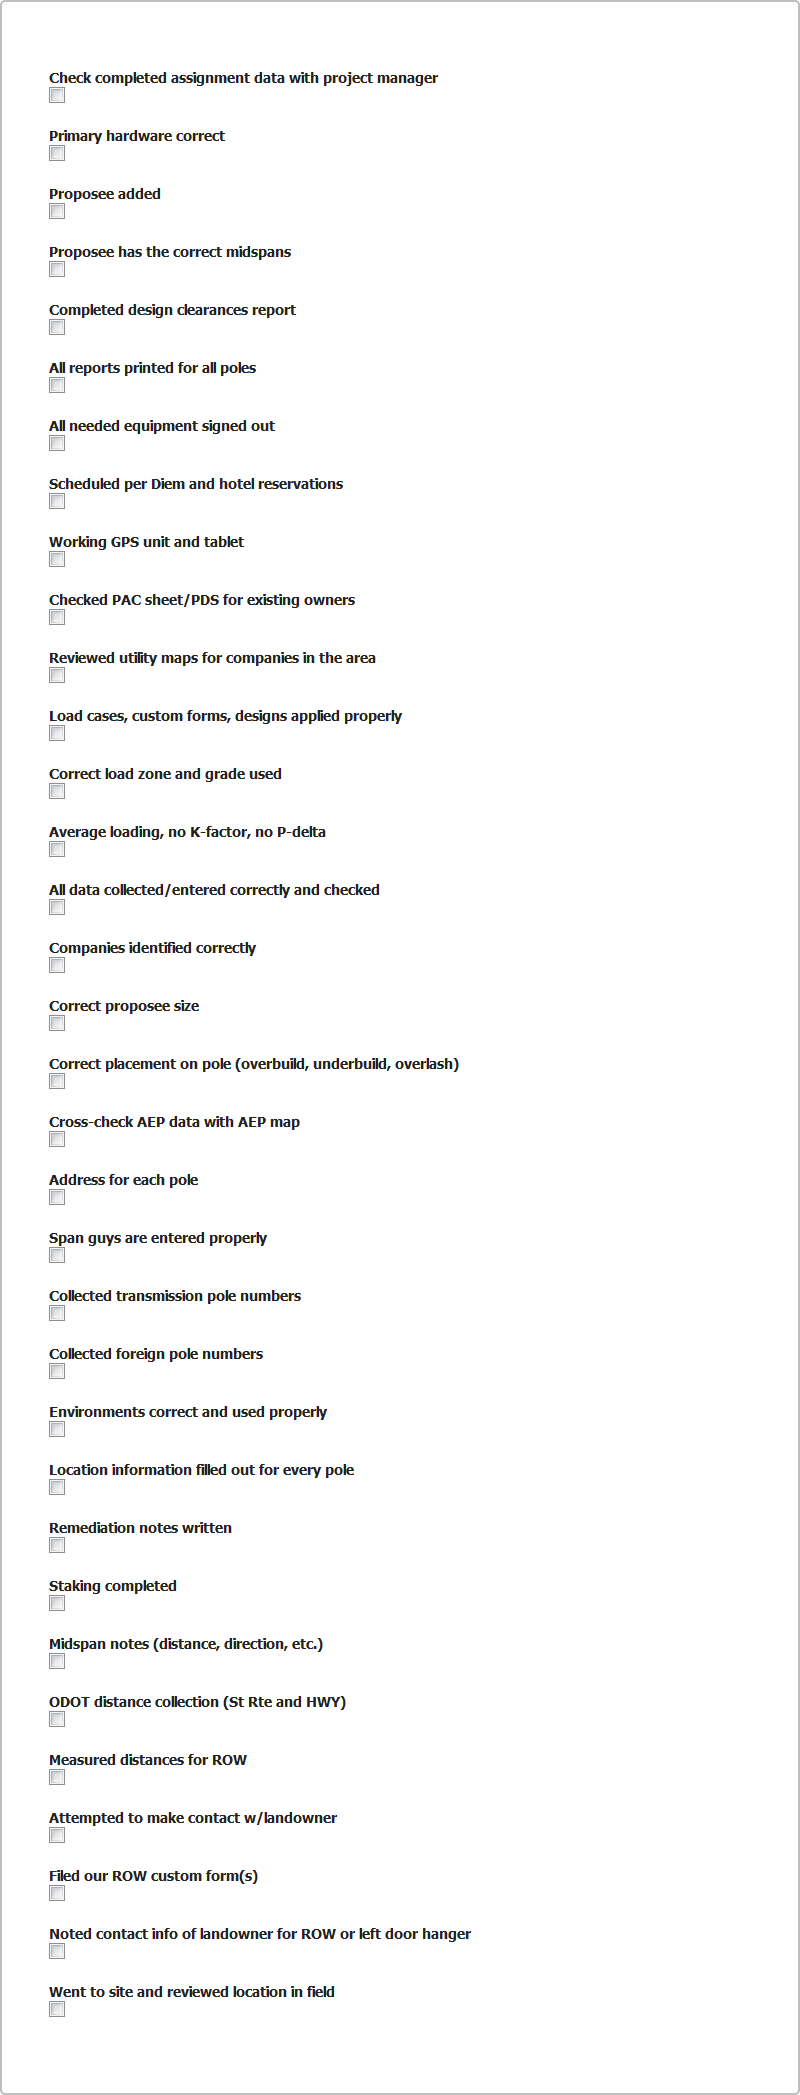 Check completed assignment data with project manager
Primary hardware correct
Proposee added
Proposee has the correct midspans
Completed design clearances report
All reports printed for all poles
All needed equipment signed out
Scheduled per Diem and hotel reservations
Working GPS unit and tablet
Checked PAC sheet/PDS for existing owners
Reviewed utility maps for companies in the area
Load cases, custom forms, designs applied properly
Correct load zone and grade used
Average loading, no K-factor, no P-delta
All data collected/entered correctly and checked
Companies identified correctly
Correct proposee size
Correct placement on pole (overbuild, underbuild, overlash)
Cross-check AEP data with AEP map
Address for each pole
Span guys are entered properly
Collected transmission pole numbers
Collected foreign pole numbers
Environments correct and used properly
Location information filled out for every pole
Remediation notes written
Staking completed
Midspan notes (distance, direction, etc.)
ODOT distance collection (St Rte and HWY)
Measured distances for ROW
Attempted to make contact w/landowner
Filed our ROW custom form(s)
Noted contact info of landowner for ROW or left door hanger
Went to site and reviewed location in field